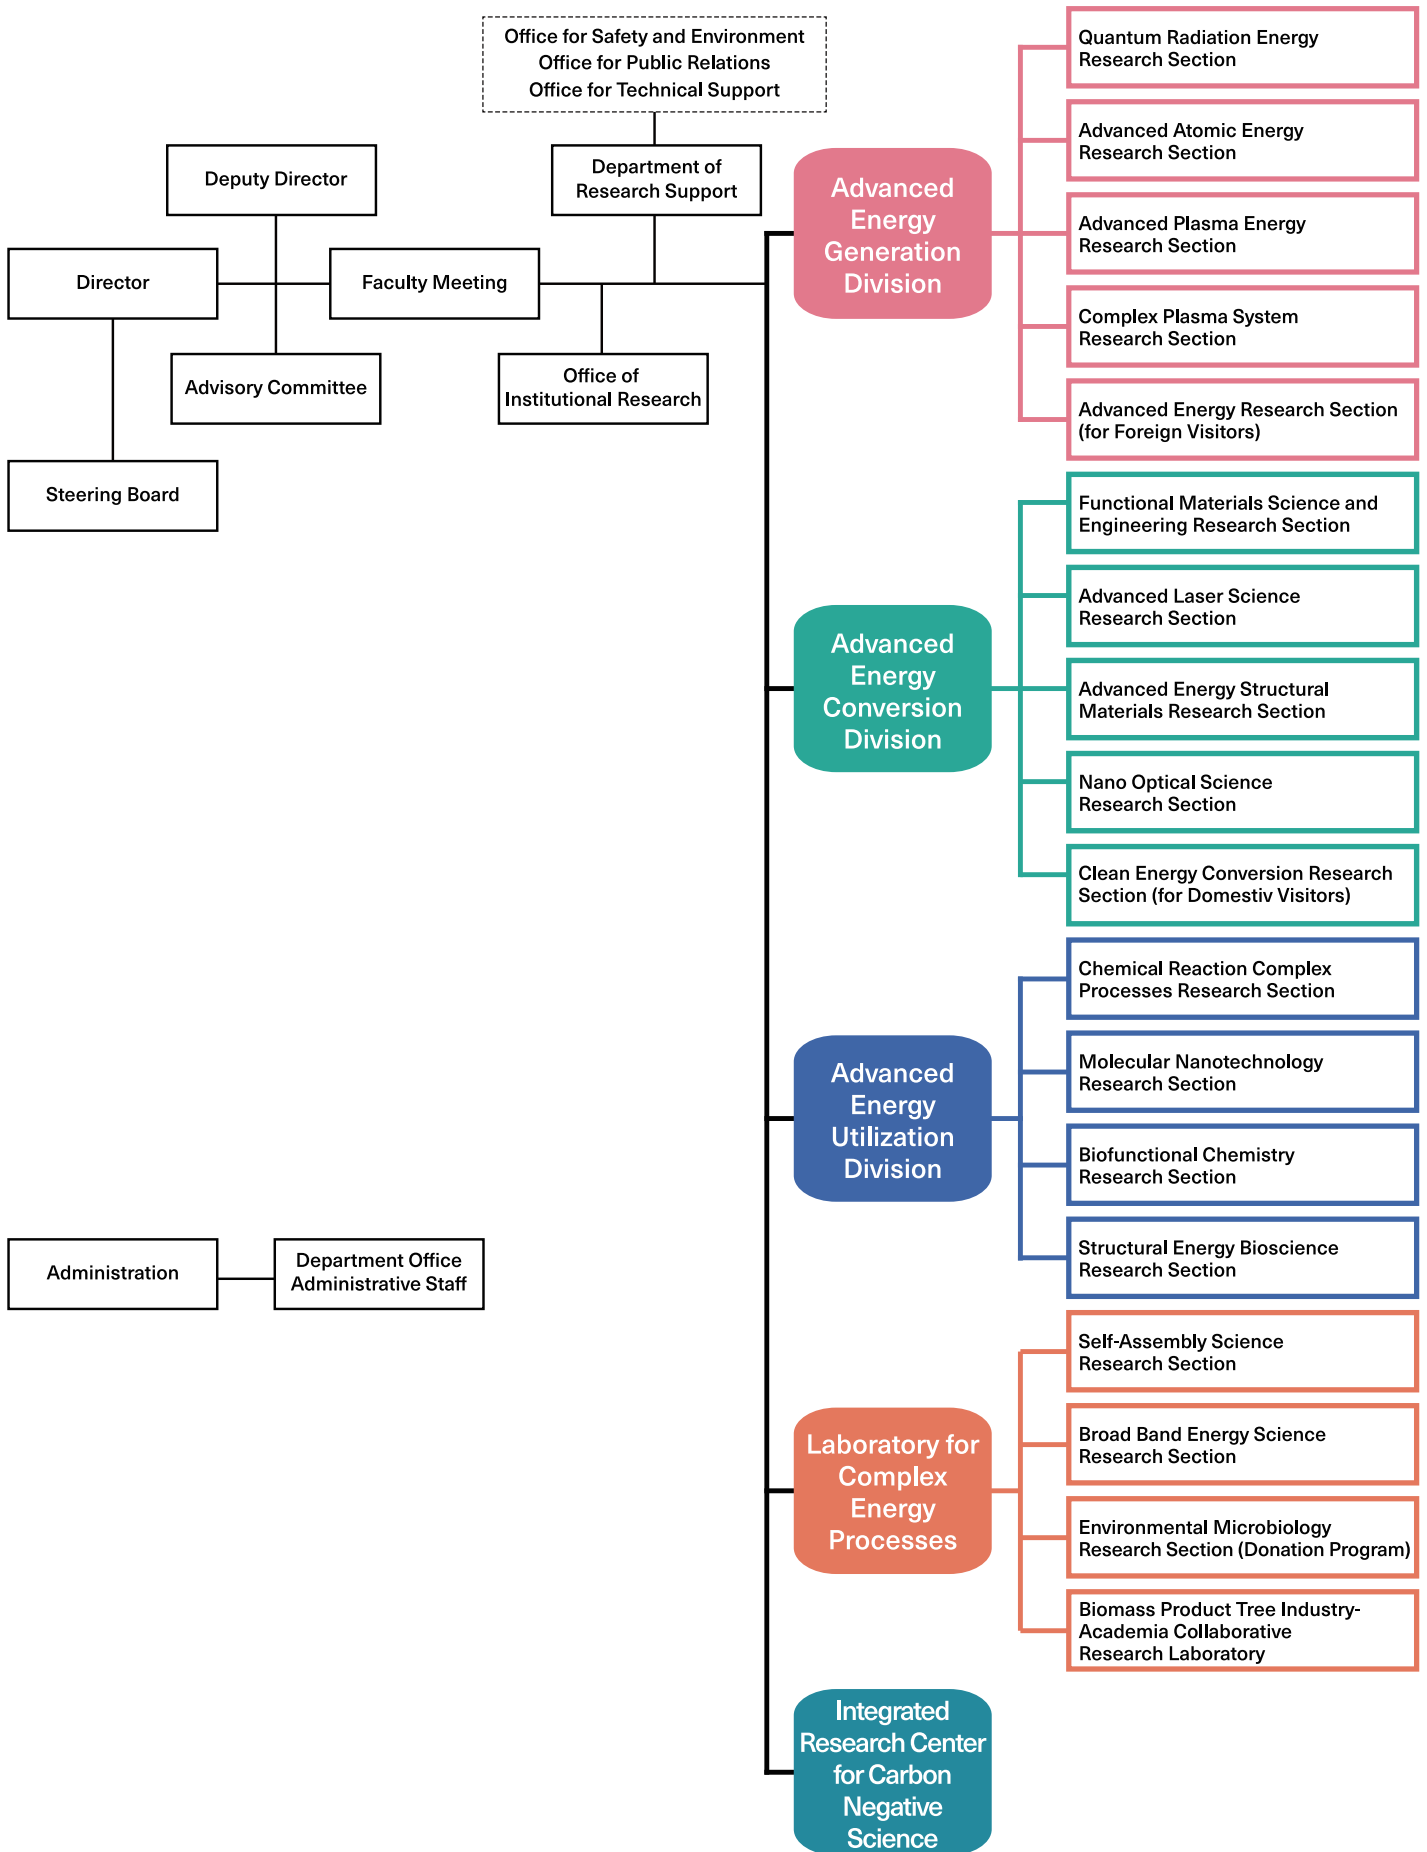 Office for Safety and Environment
Office for Public Relations
Office for Technical Support
Deputy Director
Department of
Research Support
Director
Faculty Meeting
Advisory Committee
Office of
Institutional Research
Steering Board
Administration
Department Office
Administrative Staff
Advanced
Energy
Generation
Division
Quantum Radiation Energy
Research Section
Advanced Atomic Energy
Research Section
Advanced Plasma Energy
Research Section
Complex Plasma System
Research Section
Advanced Energy Research Section
(for Foreign Visitors)
Advanced
Energy
Conversion
Division
Functional Materials Science and
Engineering Research Section
Advanced Laser Science
Research Section
Advanced Energy Structural
Materials Research Section
Nano Optical Science
Research Section
Clean Energy Conversion Research
Section (for Domestiv Visitors)
Advanced
Energy
Utilization
Division
Chemical Reaction Complex
Processes Research Section
Molecular Nanotechnology
Research Section
Biofunctional Chemistry
Research Section
Structural Energy Bioscience
Research Section
Laboratory for
Complex
Energy
Processes
Self-Assembly Science
Research Section
Broad Band Energy Science
Research Section
Environmental Microbiology
Research Section (Donation Program)
Biomass Product Tree Industry-
Academia Collaborative
Research Laboratory
Integrated
Research Center
for Carbon
Negative
Science